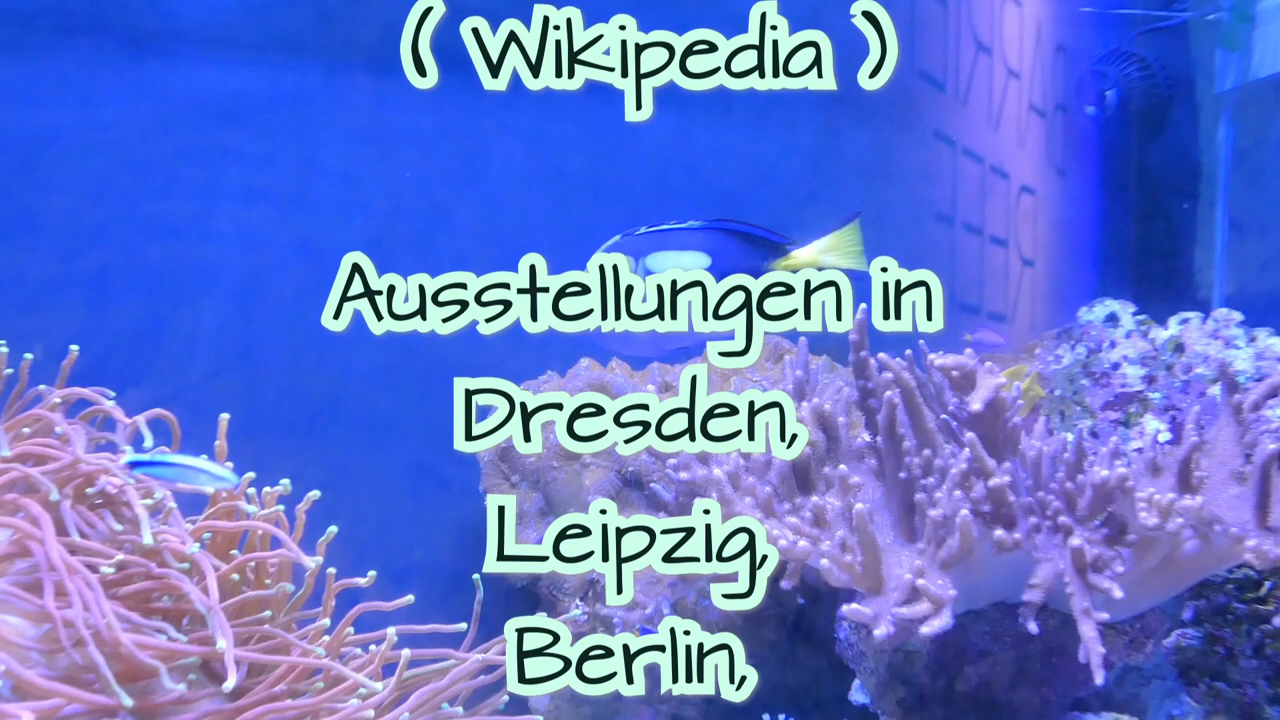 ( Wikipedia )
Ausstellungen in
Dresden,
Leipzig,
Berlin,